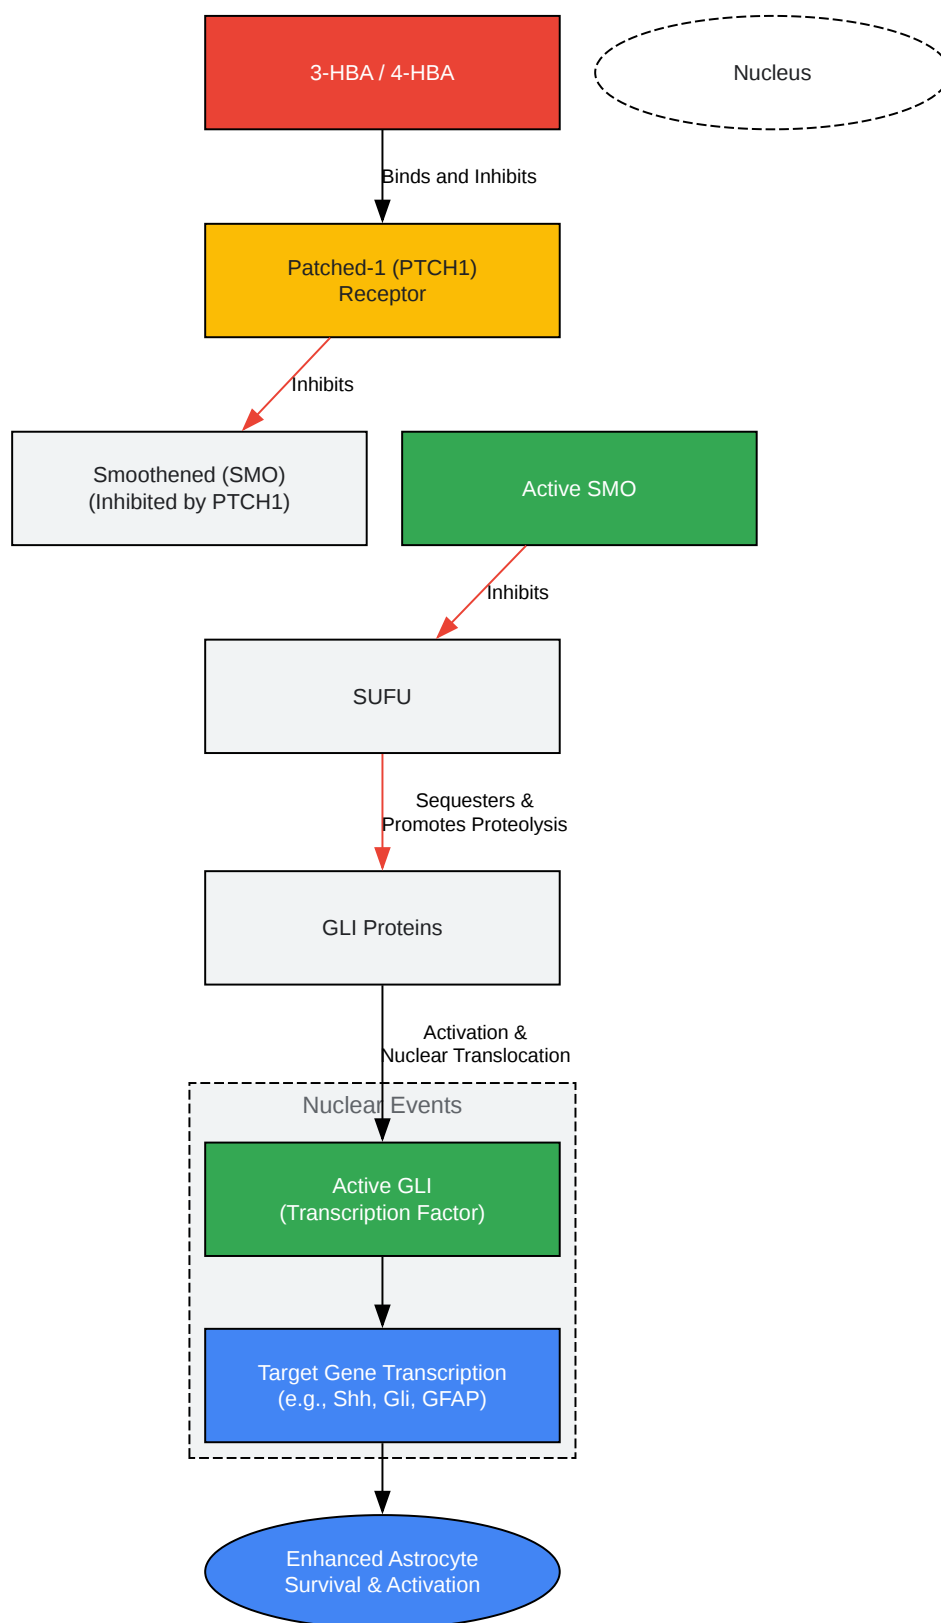 3-HBA / 4-HBA
Nucleus
Binds and Inhibits
Patched-1 (PTCH1)
Receptor
Inhibits
Smoothened (SMO)
(Inhibited by PTCH1)
Active SMO
Inhibits
SUFU
Sequesters &
Promotes Proteolysis
GLI Proteins
Activation &
Nuclear Translocation
Nuclear Events
Active GLI
(Transcription Factor)
Target Gene Transcription
(e.g., Shh, Gli, GFAP)
Enhanced Astrocyte
Survival & Activation